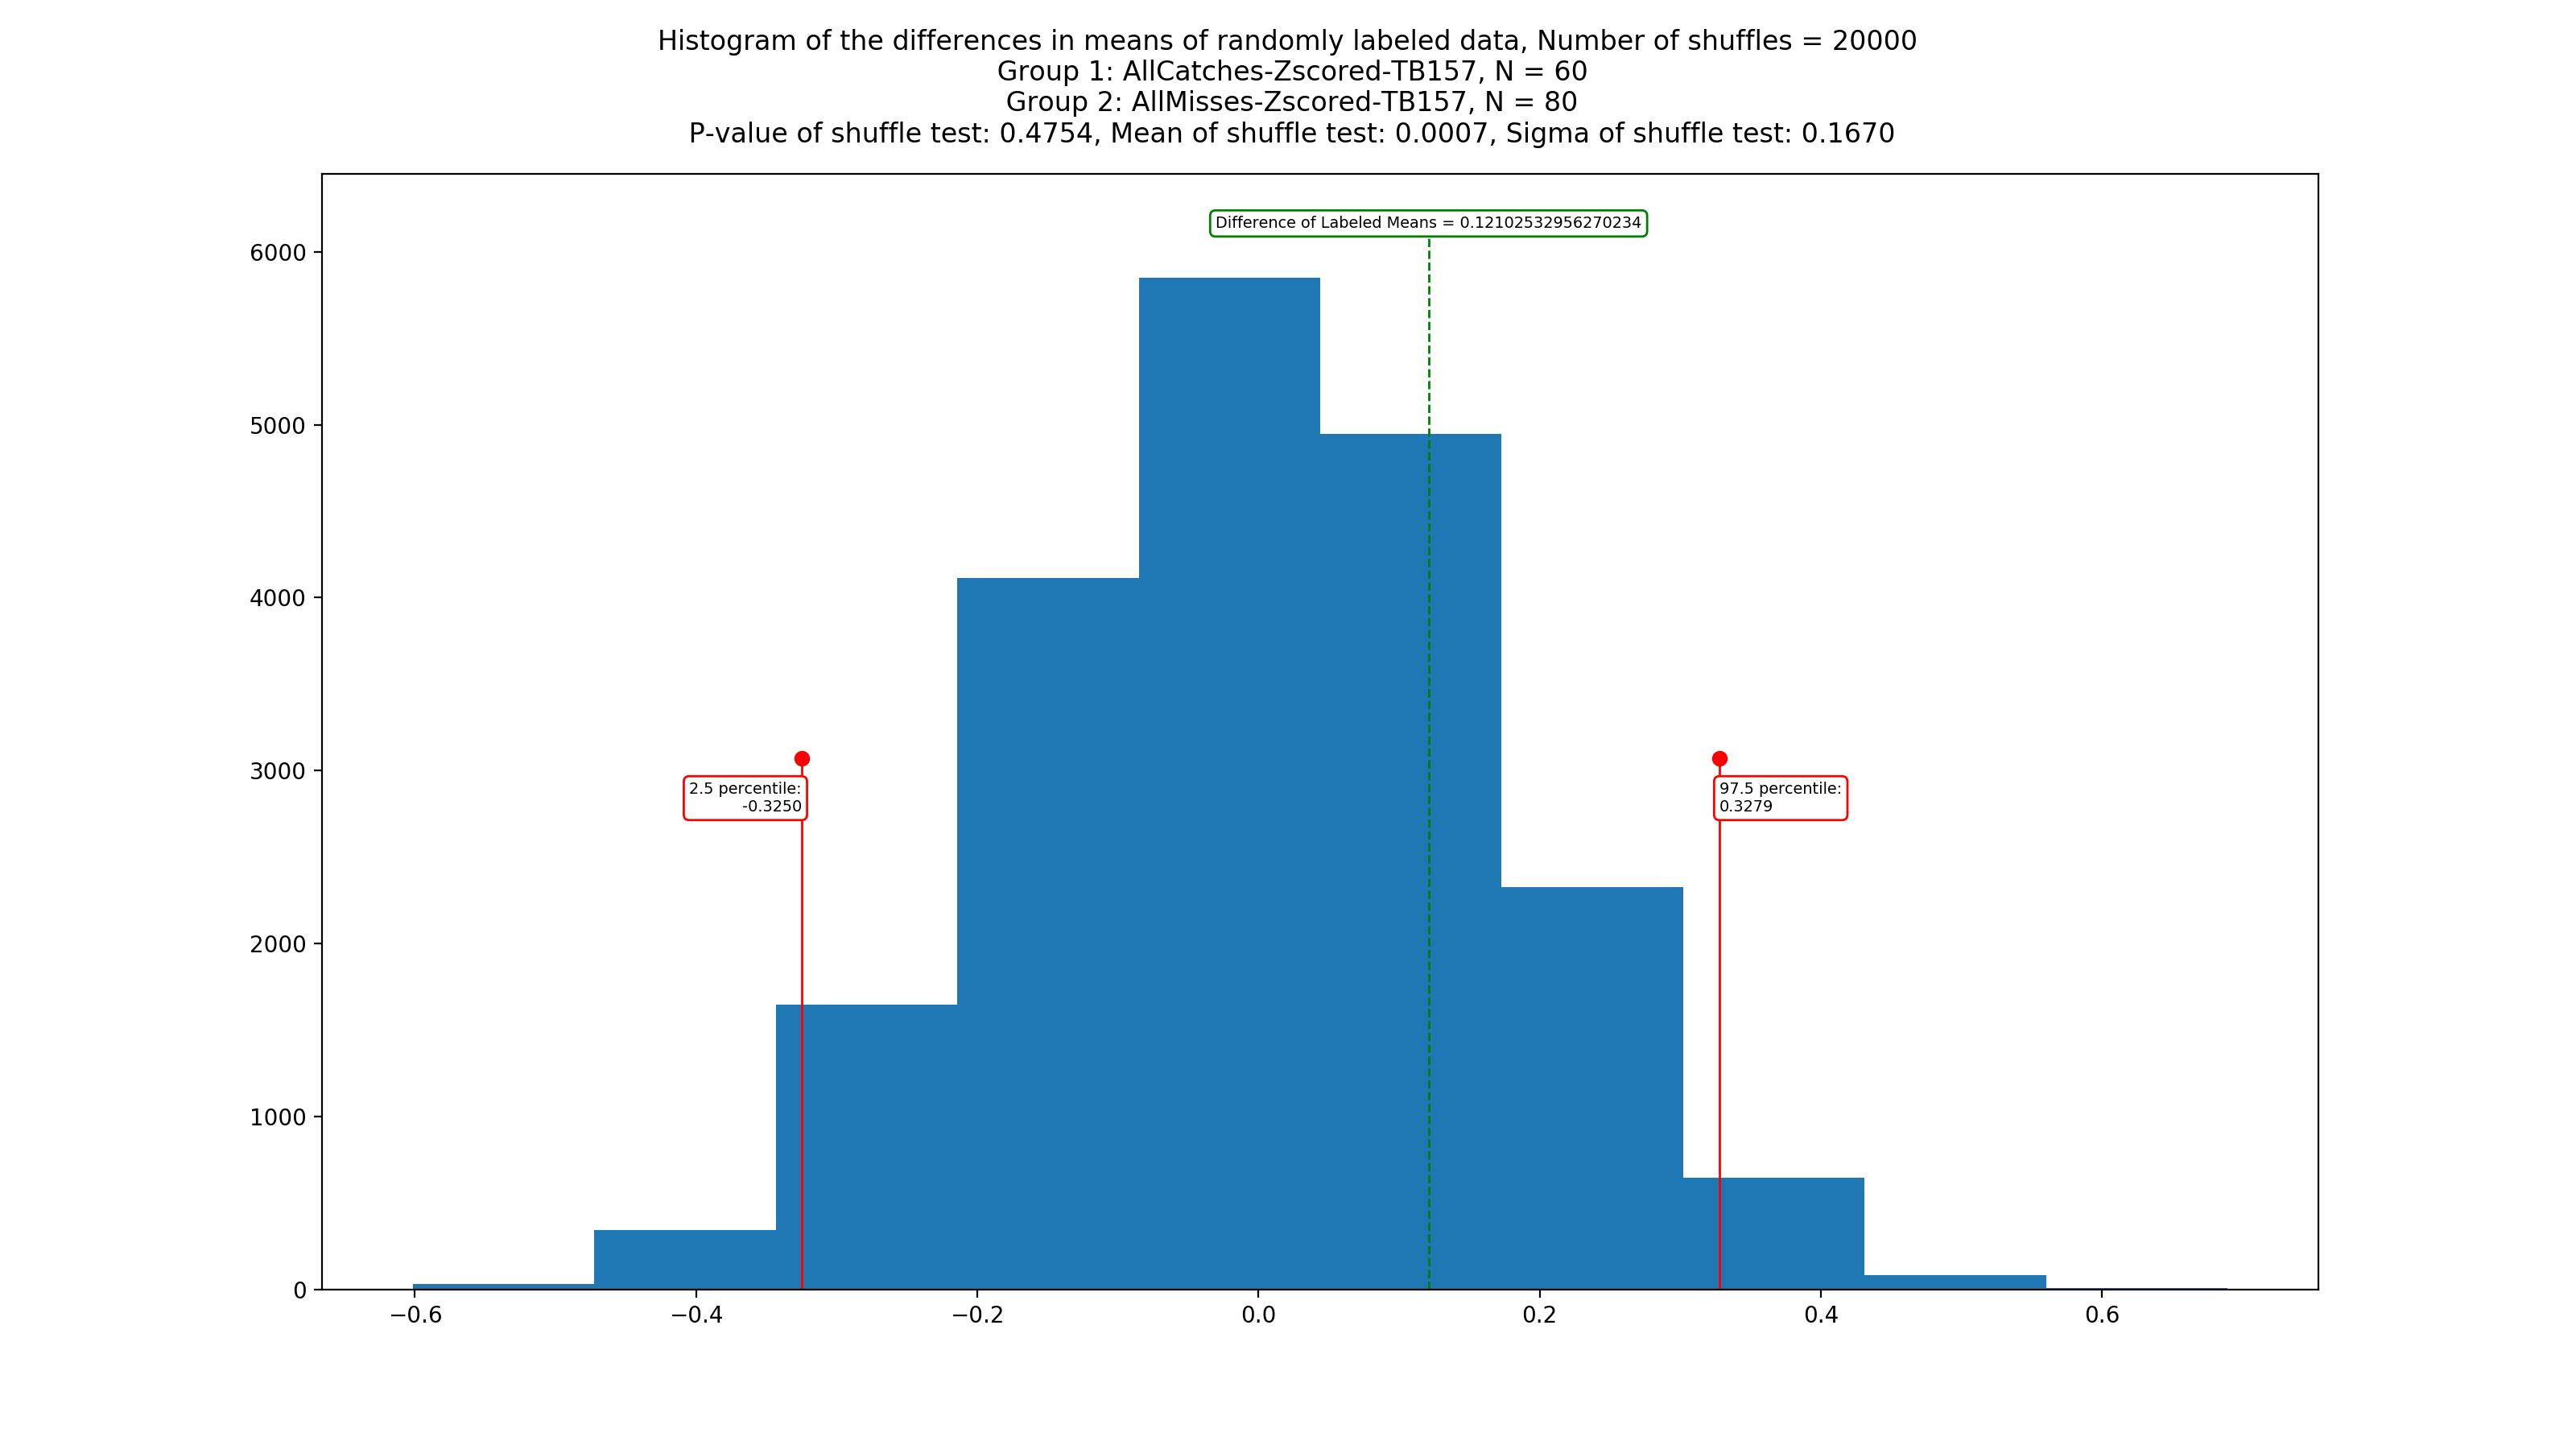 Histogram of the differences in means of randomly labeled data, Number of shuffles = 20000
Group 1: AllCatches-Zscored-TB157, N = 60
Group 2: AllMisses-Zscored-TB157, N = 80
P-value of shuffle test: 0.4754, Mean of shuffle test: 0.0007, Sigma of shuffle test: 0.1670
Difference of Labeled Means = 0.12102532956270234
6000
5000
4000
3000
2.5 percentile:
-0.3250
97.5 percentile:
0.3279
2000
1000
0
−0.6
−0.4
−0.2
0.0
0.2
0.4
0.6